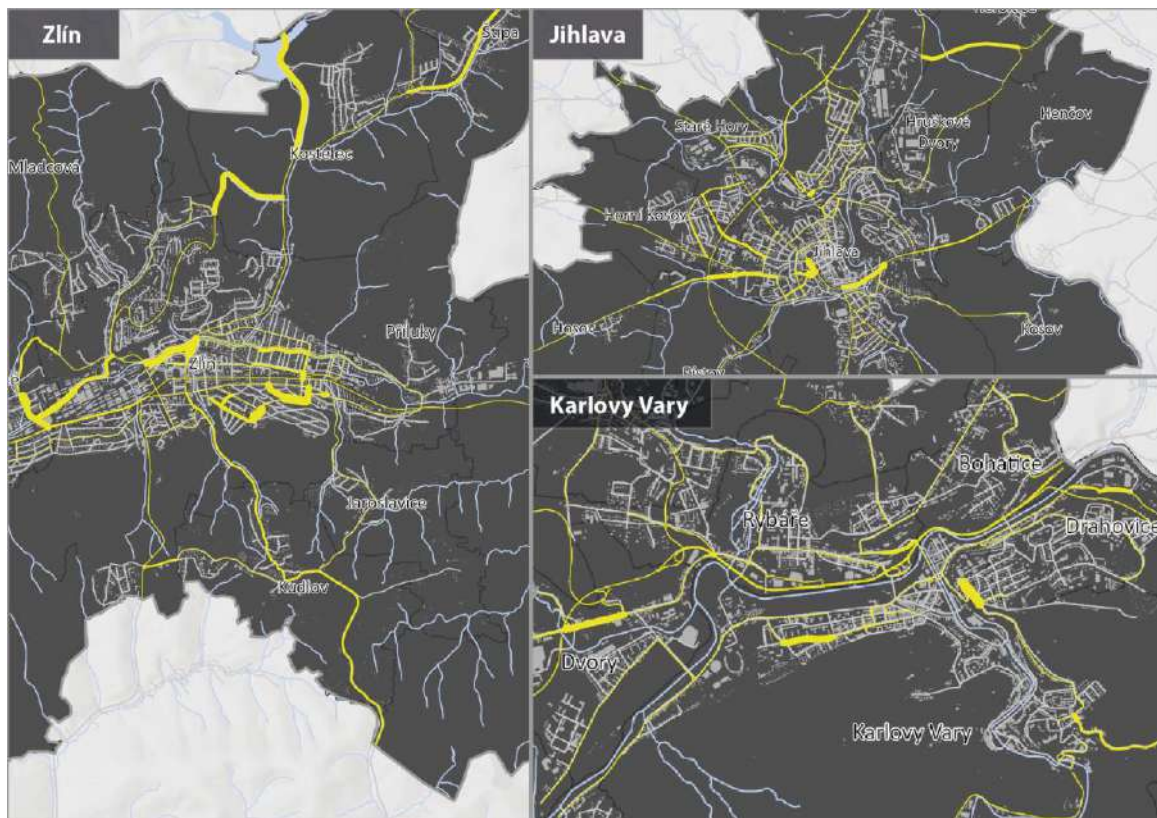 Zlín
Štípa
Kostelec
Mladcová
Zlín
Příluky
Jaroslavice
Kudlov
Jihlava
Henčov
Hruškové
Dvory
Staré Hory
Horní Kosov
Jihlava
Hosov
Kosov
Karlovy Vary
Bohatice
Rybáře
Drahovice
Dvory
Karlovy Vary